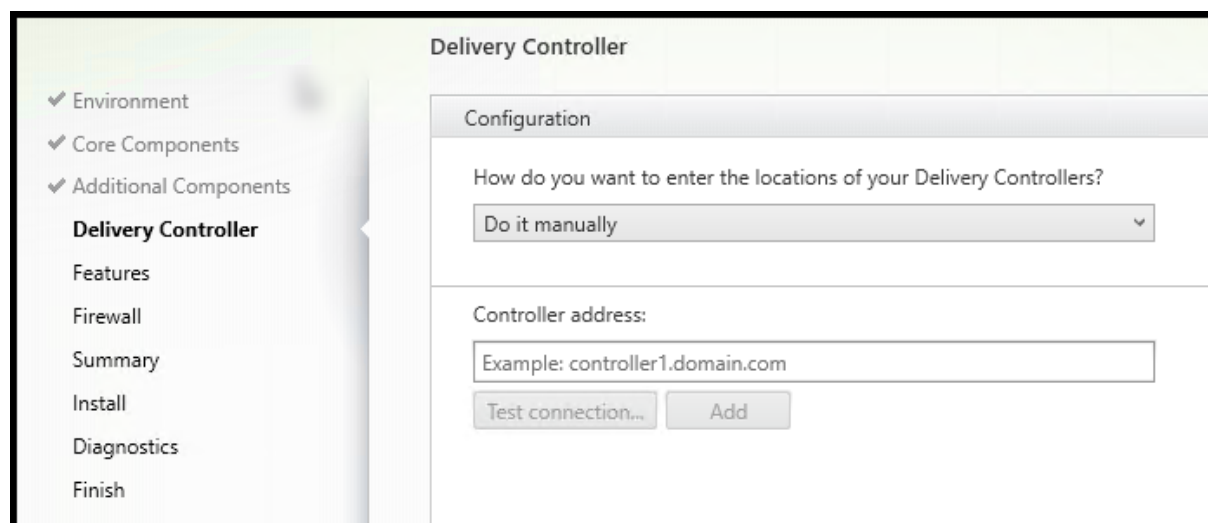 Delivery Controller
Environment
Core Components
Additional Components
Delivery Controller
Features
Firewall
Summary
Install
Diagnostics
Finish
Configuration
How do you want to enter the locations of your Delivery Controllers?
Do it manually
Controller address:
Example: controller1.domain.com
Test connection...
Add